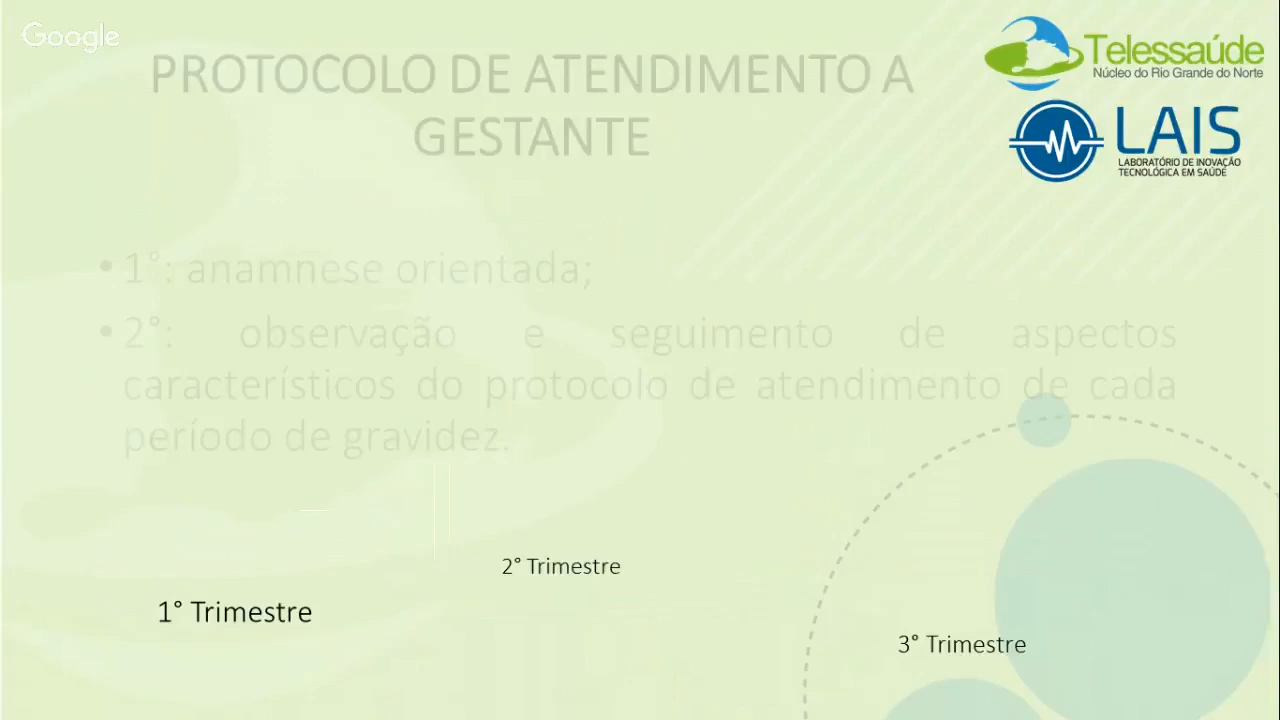 Google
PROTOCOLO DE ATENDIMENTO A
GESTANTE
Telessaúde
Núcleo do Rio Grande do Norte
LAIS
LABORATÓRIO DE INOVAÇÃO
TECNOLÓGICA EM SAÚDE
• 1°: anamnese orientada;
• 2°: observação e seguimento de aspectos
característicos do protocolo de atendimento de cada
período de gravidez.
2° Trimestre
1° Trimestre
3° Trimestre